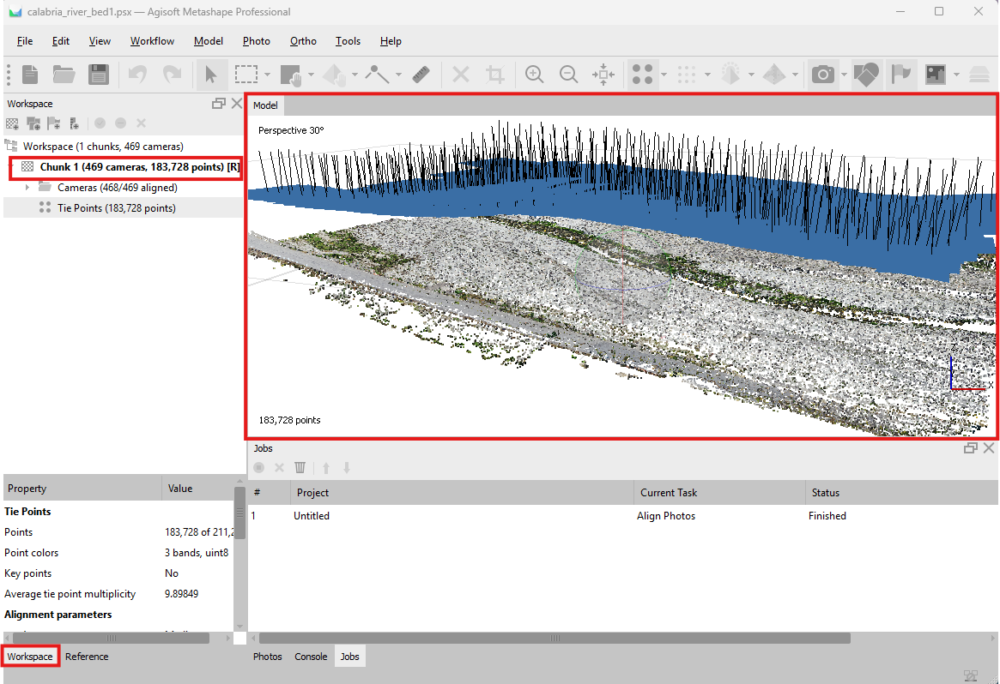 calabria_river_bed1.psx — Agisoft Metashape Professional
File Edit View Workflow Model Photo Ortho Tools Help
Workspace
Workspace (1 chunks, 469 cameras)
Chunk 1 (469 cameras, 183,728 points) [R]
Cameras (468/469 aligned)
Tie Points (183,728 points)
Model
Perspective 30°
Z
X
183,728 points
Property Value
Tie Points
Points 183,728 of 211,2
Point colors 3 bands, uint8
Key points No
Average tie point multiplicity 9.89849
Alignment parameters
Workspace Reference
Jobs
# Project Current Task Status
1 Untitled Align Photos Finished
Photos Console Jobs